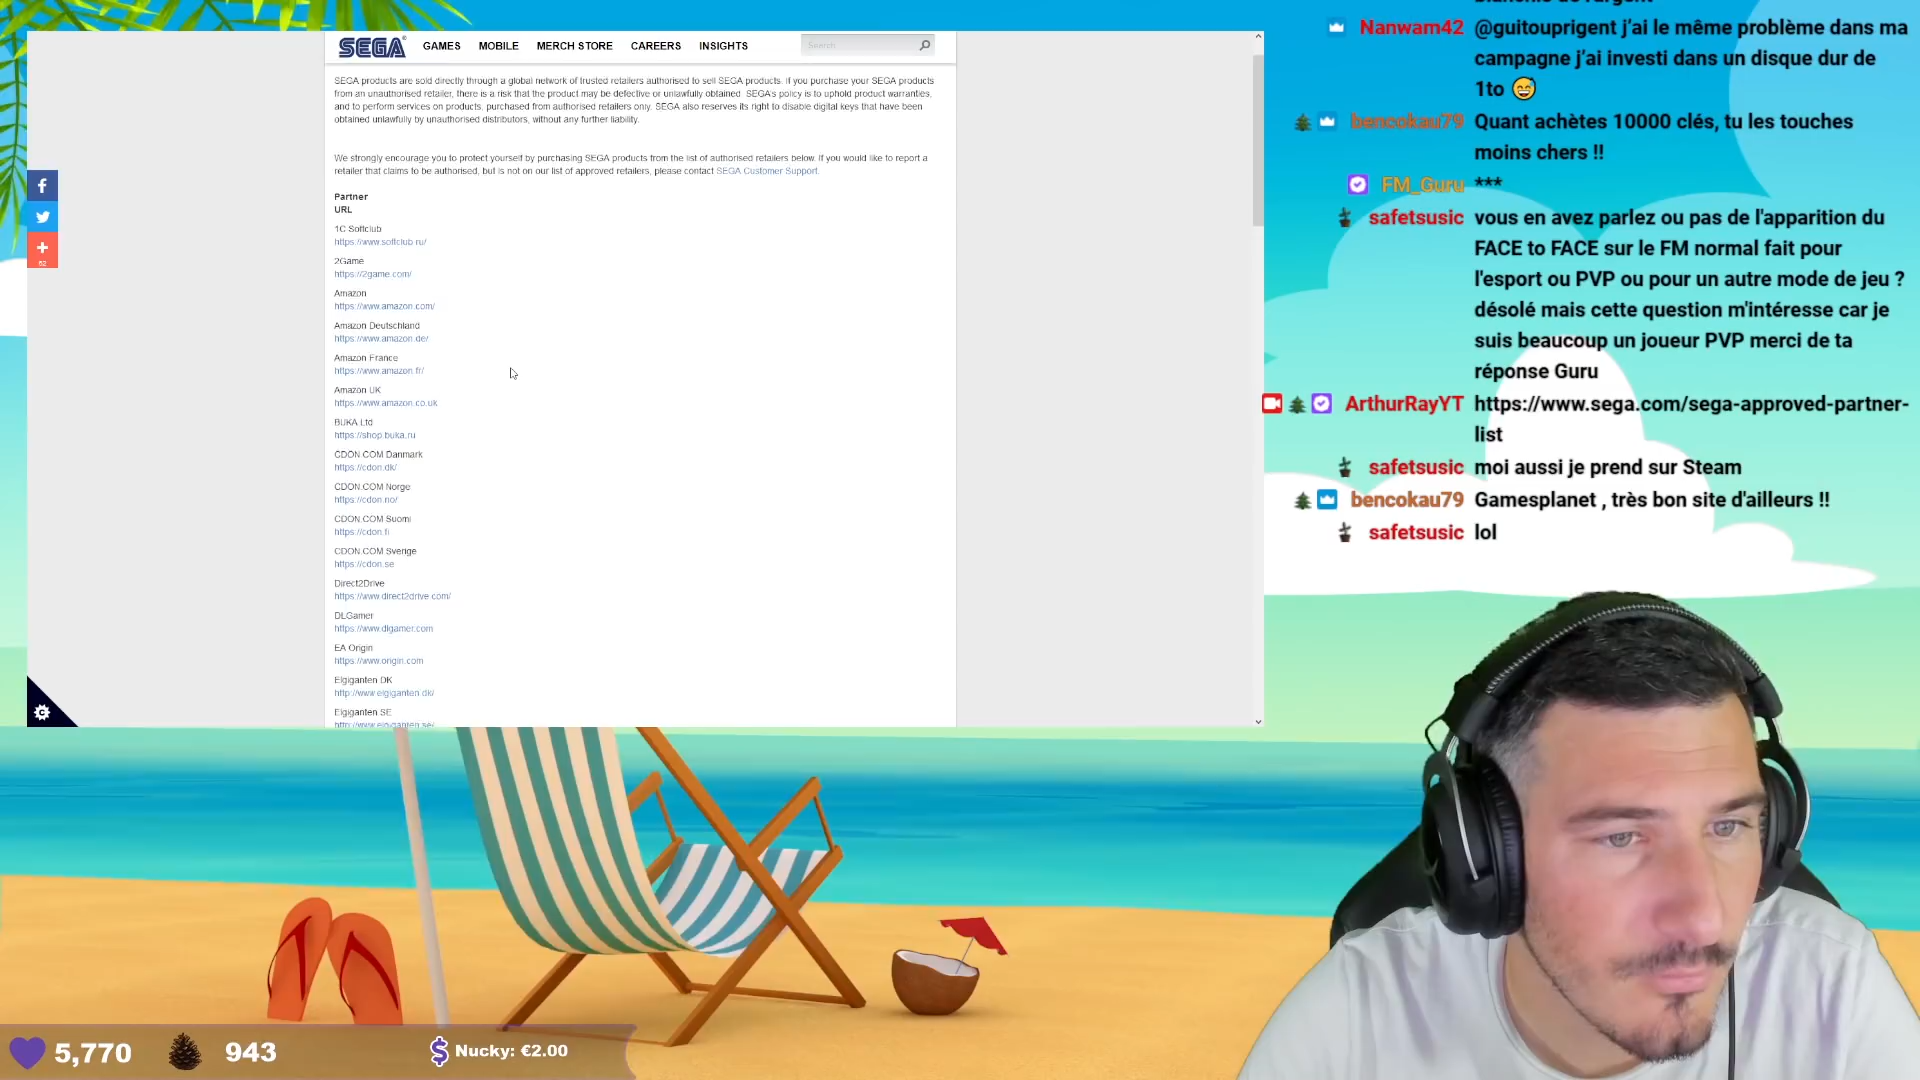 SEGA GAMES MOBILE MERCH STORE CAREERS INSIGHTS Search
SEGA products are sold directly through a global network of trusted retailers authorised to sell SEGA products. If you purchase your SEGA products
from an unauthorised retailer, there is a risk that the product may be defective or unlawfully obtained. SEGA's policy is to uphold product warranties,
and to perform services on products, purchased from authorised retailers only. SEGA also reserves its right to disable digital keys that have been
obtained unlawfully by unauthorised distributors, without any further liability.
We strongly encourage you to protect yourself by purchasing SEGA products from the list of authorised retailers below. If you would like to report a
retailer that claims to be authorised, but is not on our list of approved retailers, please contact SEGA Customer Support.
Partner
URL
1C Softclub
https://www.softclub.ru/
2Game
https://2game.com/
Amazon
https://www.amazon.com/
Amazon Deutschland
https://www.amazon.de/
Amazon France
https://www.amazon.fr/
Amazon UK
https://www.amazon.co.uk
BUKA Ltd
https://shop.buka.ru
CDON.COM Danmark
https://cdon.dk/
CDON.COM Norge
https://cdon.no/
CDON.COM Suomi
https://cdon.fi
CDON.COM Sverige
https://cdon.se
Direct2Drive
https://www.direct2drive.com/
DLGamer
https://www.dlgamer.com
EA Origin
https://www.origin.com
Elgiganten DK
http://www.elgiganten.dk/
Elgiganten SE
http://www.elgiganten.se/
62
Nanwam42 @guitouprigent j'ai le même problème dans ma
campagne j'ai investi dans un disque dur de
1to
bencokau79 Quant achètes 10000 clés, tu les touches
moins chers !!
FM_Guru ***
safetsusic vous en avez parlez ou pas de l'apparition du
FACE to FACE sur le FM normal fait pour
l'esport ou PVP ou pour un autre mode de jeu ?
désolé mais cette question m'intéresse car je
suis beaucoup un joueur PVP merci de ta
réponse Guru
ArthurRayYT https://www.sega.com/sega-approved-partner-
list
safetsusic moi aussi je prend sur Steam
bencokau79 Gamesplanet , très bon site d'ailleurs !!
safetsusic lol
5,770 943 Nucky: €2.00